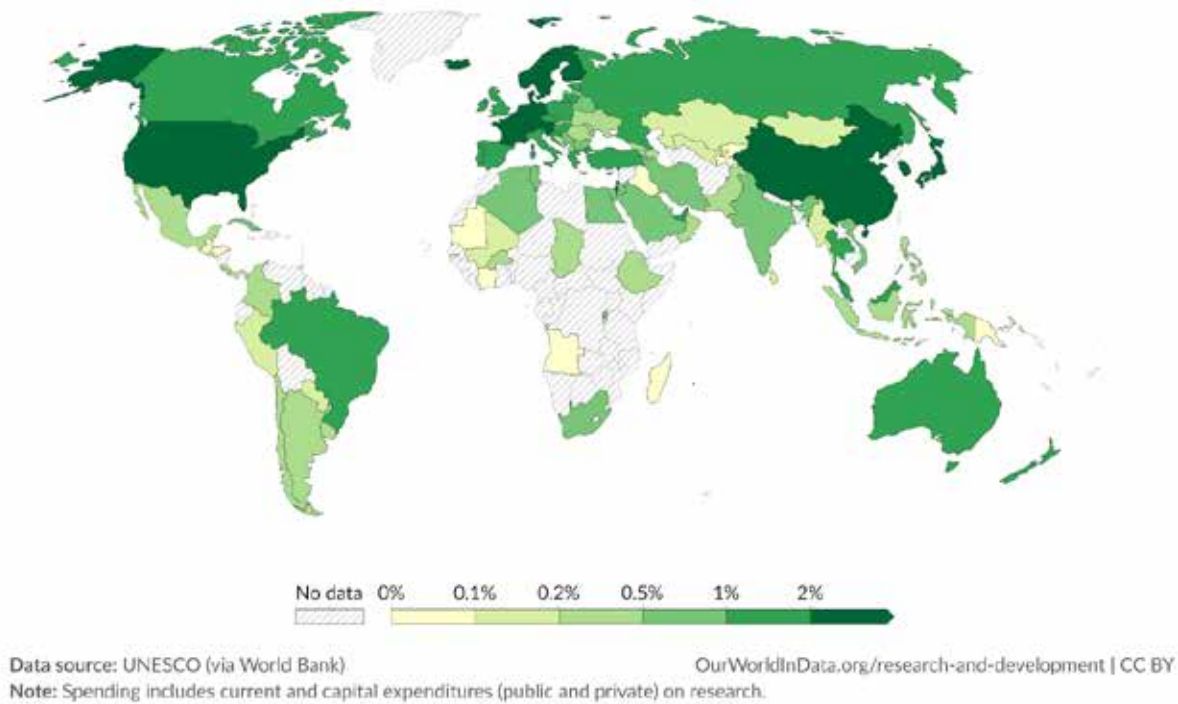 No data 0% 0.1% 0.2% 0.5% 1% 2%
Data source: UNESCO (via World Bank)
OurWorldInData.org/research-and-development | CC BY
Note: Spending includes current and capital expenditures (public and private) on research.